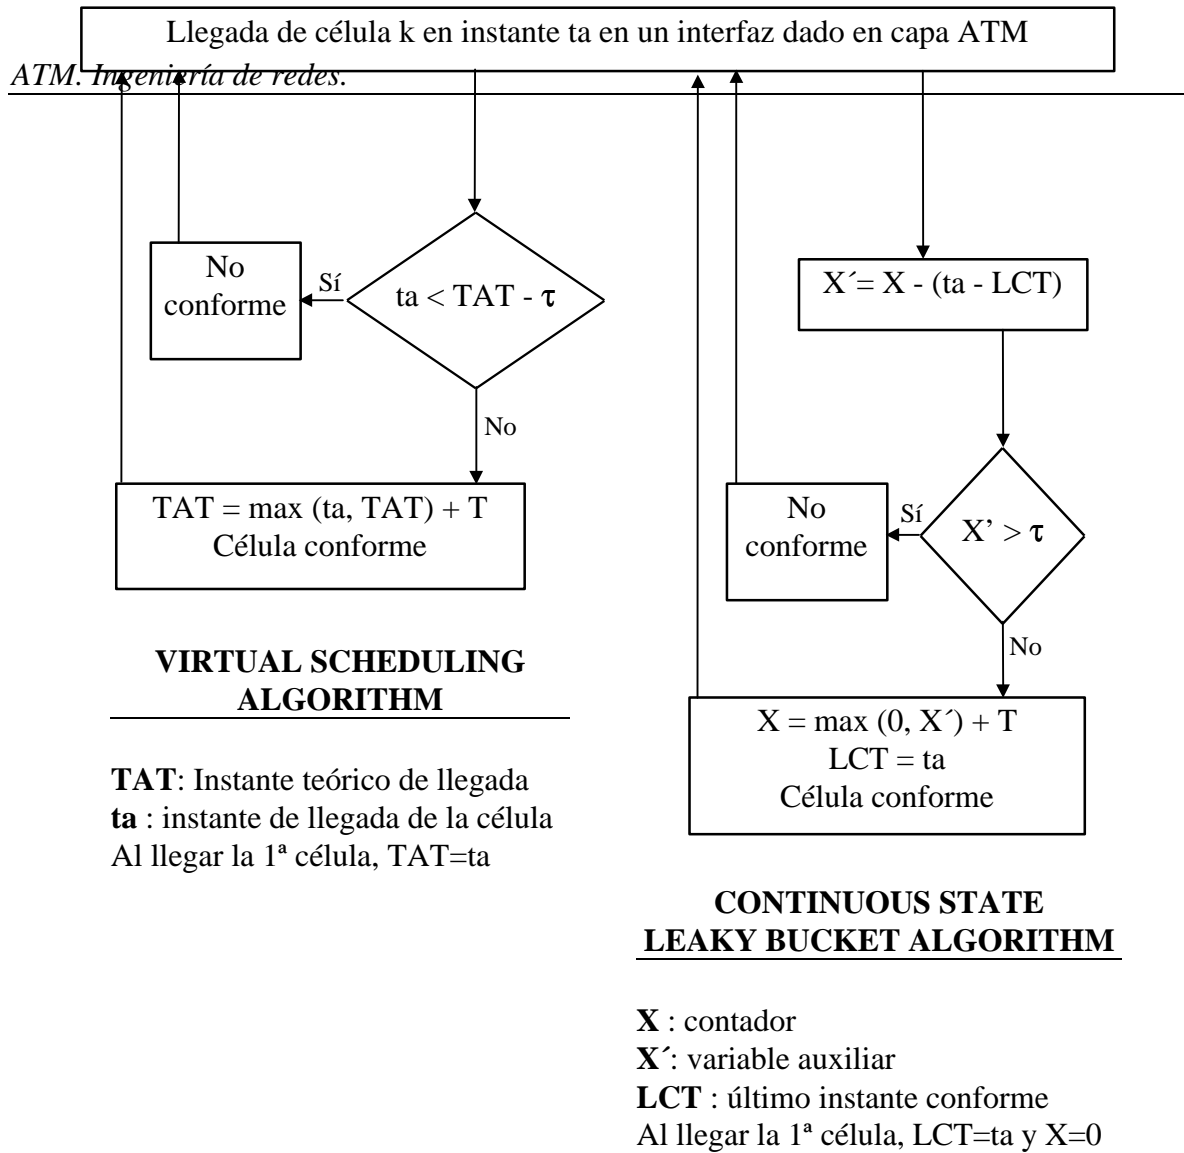 Llegada de célula k en instante ta en un interfaz dado en capa ATM
ATM. Ingeniería de redes.
No
conforme
Sí
ta < TAT - τ
No
TAT = max (ta, TAT) + T
Célula conforme
VIRTUAL SCHEDULING
ALGORITHM
TAT: Instante teórico de llegada
ta : instante de llegada de la célula
Al llegar la 1ª célula, TAT=ta
X´= X - (ta - LCT)
No
conforme
Sí
X’ > τ
No
X = max (0, X´) + T
LCT = ta
Célula conforme
CONTINUOUS STATE
LEAKY BUCKET ALGORITHM
X : contador
X´: variable auxiliar
LCT : último instante conforme
Al llegar la 1ª célula, LCT=ta y X=0